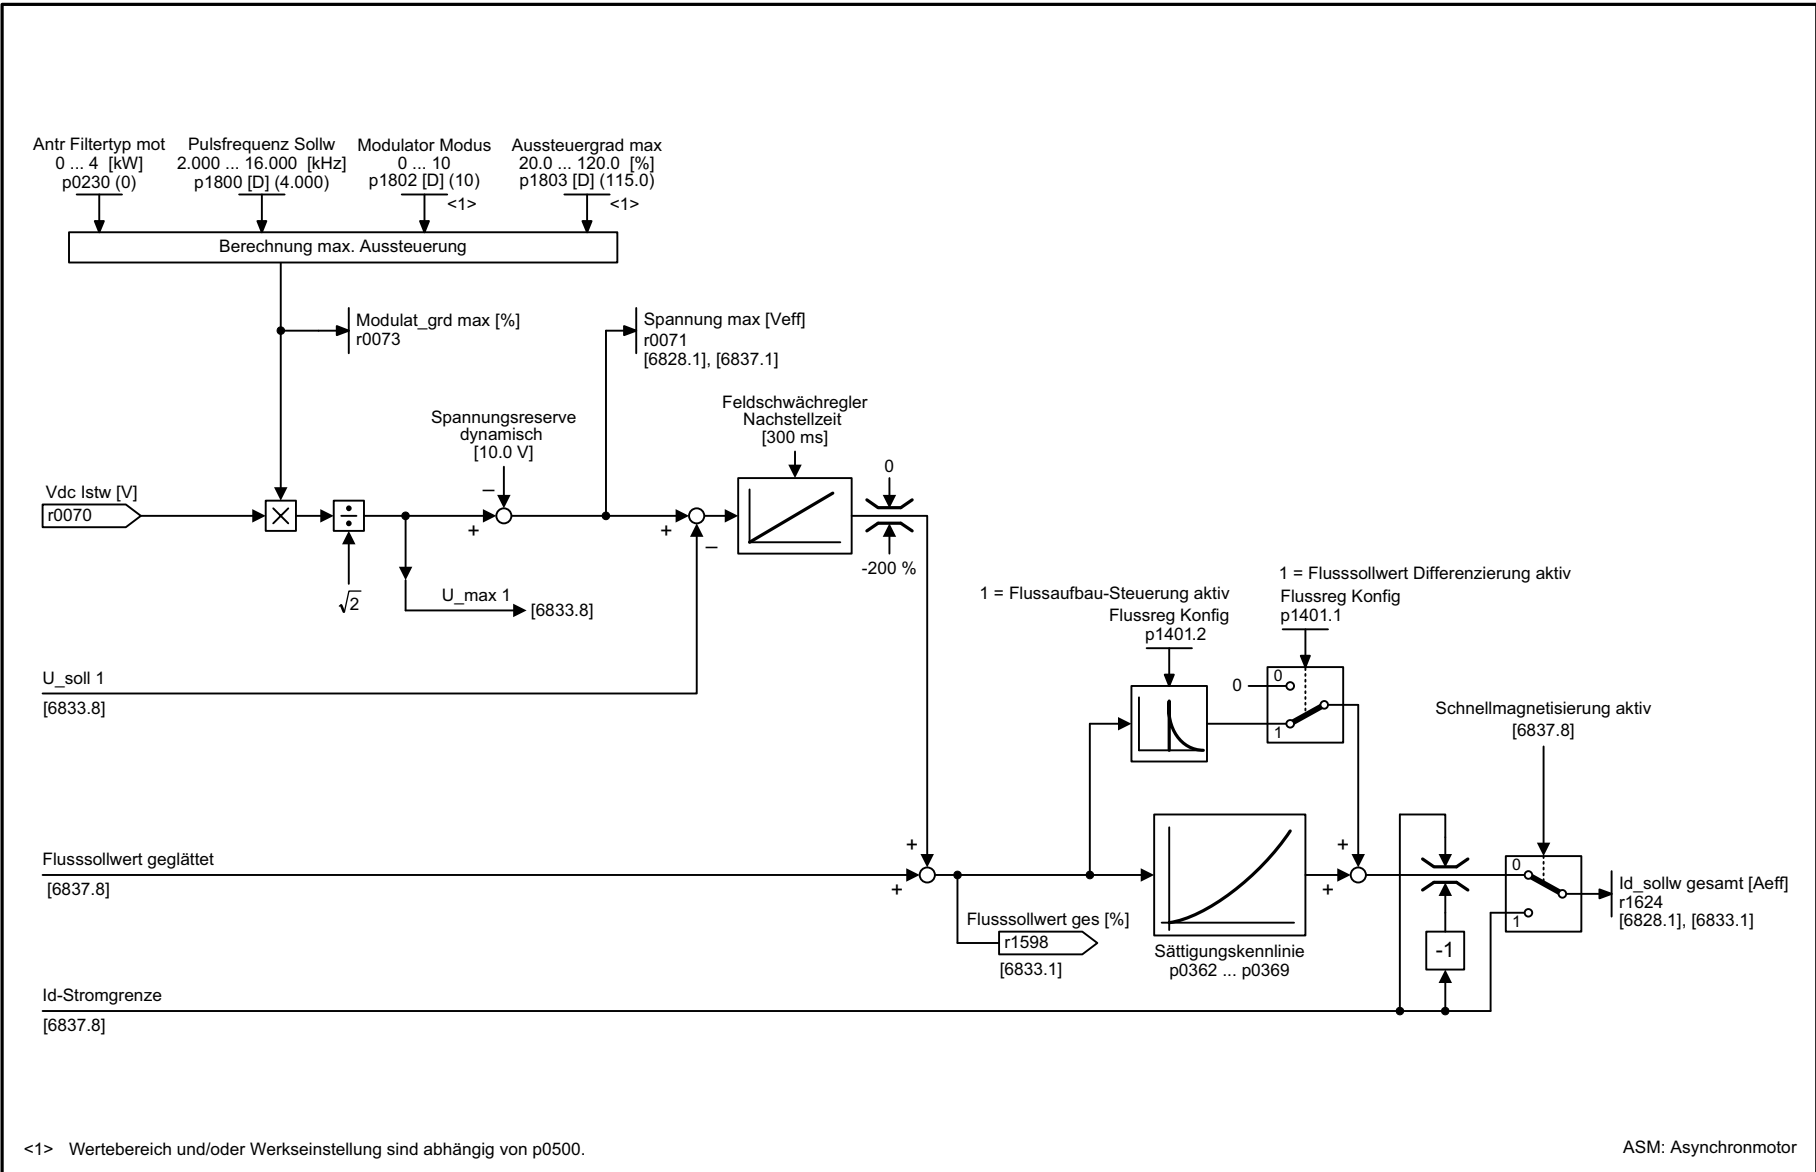 Antr Filtertyp mot
0 ... 4 [kW]
p0230 (0)
Pulsfrequenz Sollw
2.000 ... 16.000 [kHz]
p1800 [D] (4.000)
Modulator Modus
0 ... 10
p1802 [D] (10)
<1>
Aussteuergrad max
20.0 ... 120.0 [%]
p1803 [D] (115.0)
<1>
Berechnung max. Aussteuerung
Modulat_grd max [%]
r0073
Spannung max [Veff]
r0071
[6828.1], [6837.1]
Spannungsreserve
dynamisch
[10.0 V]
Feldschwächregler
Nachstellzeit
[300 ms]
0
-200 %
Vdc Istw [V]
r0070
×
÷
√2
–
+
+
–
U_max 1
[6833.8]
U_soll 1
[6833.8]
1 = Flussaufbau-Steuerung aktiv
Flussreg Konfig
p1401.2
1 = Flusssollwert Differenzierung aktiv
Flussreg Konfig
p1401.1
0
0
1
Schnellmagnetisierung aktiv
[6837.8]
Flusssollwert geglättet
[6837.8]
+
+
Flusssollwert ges [%]
r1598
[6833.1]
Sättigungskennlinie
p0362 ... p0369
+
+
-1
0
1
Id_sollw gesamt [Aeff]
r1624
[6828.1], [6833.1]
Id-Stromgrenze
[6837.8]
<1> Wertebereich und/oder Werkseinstellung sind abhängig von p0500.
ASM: Asynchronmotor